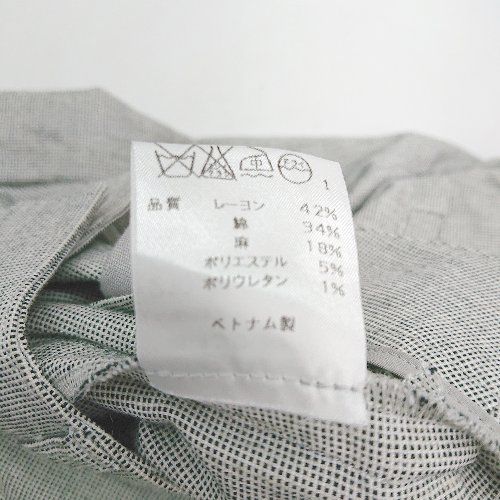 中
1
品質 レーヨン 42%
綿 34%
麻 18%
ポリエステル 5%
ポリウレタン 1%
ベトナム製